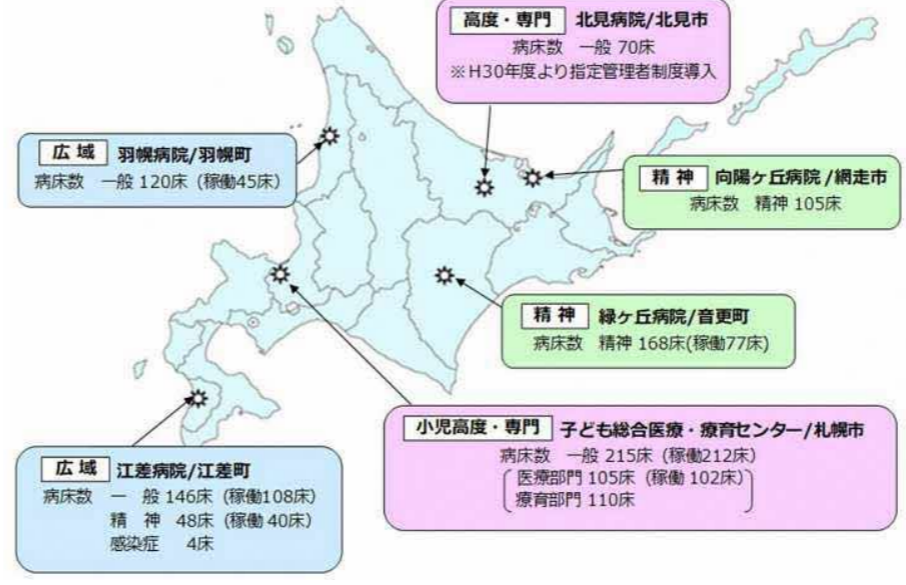 高度・専門 北見病院/北見市
病床数 一般 70床
※H30年度より指定管理者制度導入
広域 羽幌病院/羽幌町
病床数 一般 120床 (稼働45床)
精神 向陽ヶ丘病院/網走市
病床数 精神 105床
精神 緑ヶ丘病院/音更町
病床数 精神 168床(稼働77床)
小児高度・専門 子ども総合医療・療育センター/札幌市
病床数 一般 215床 (稼働212床)
医療部門 105床 (稼働 102床)
療育部門 110床
広域 江差病院/江差町
病床数 一 般 146床 (稼働108床)
精 神 48床 (稼働 40床)
感染症 4床